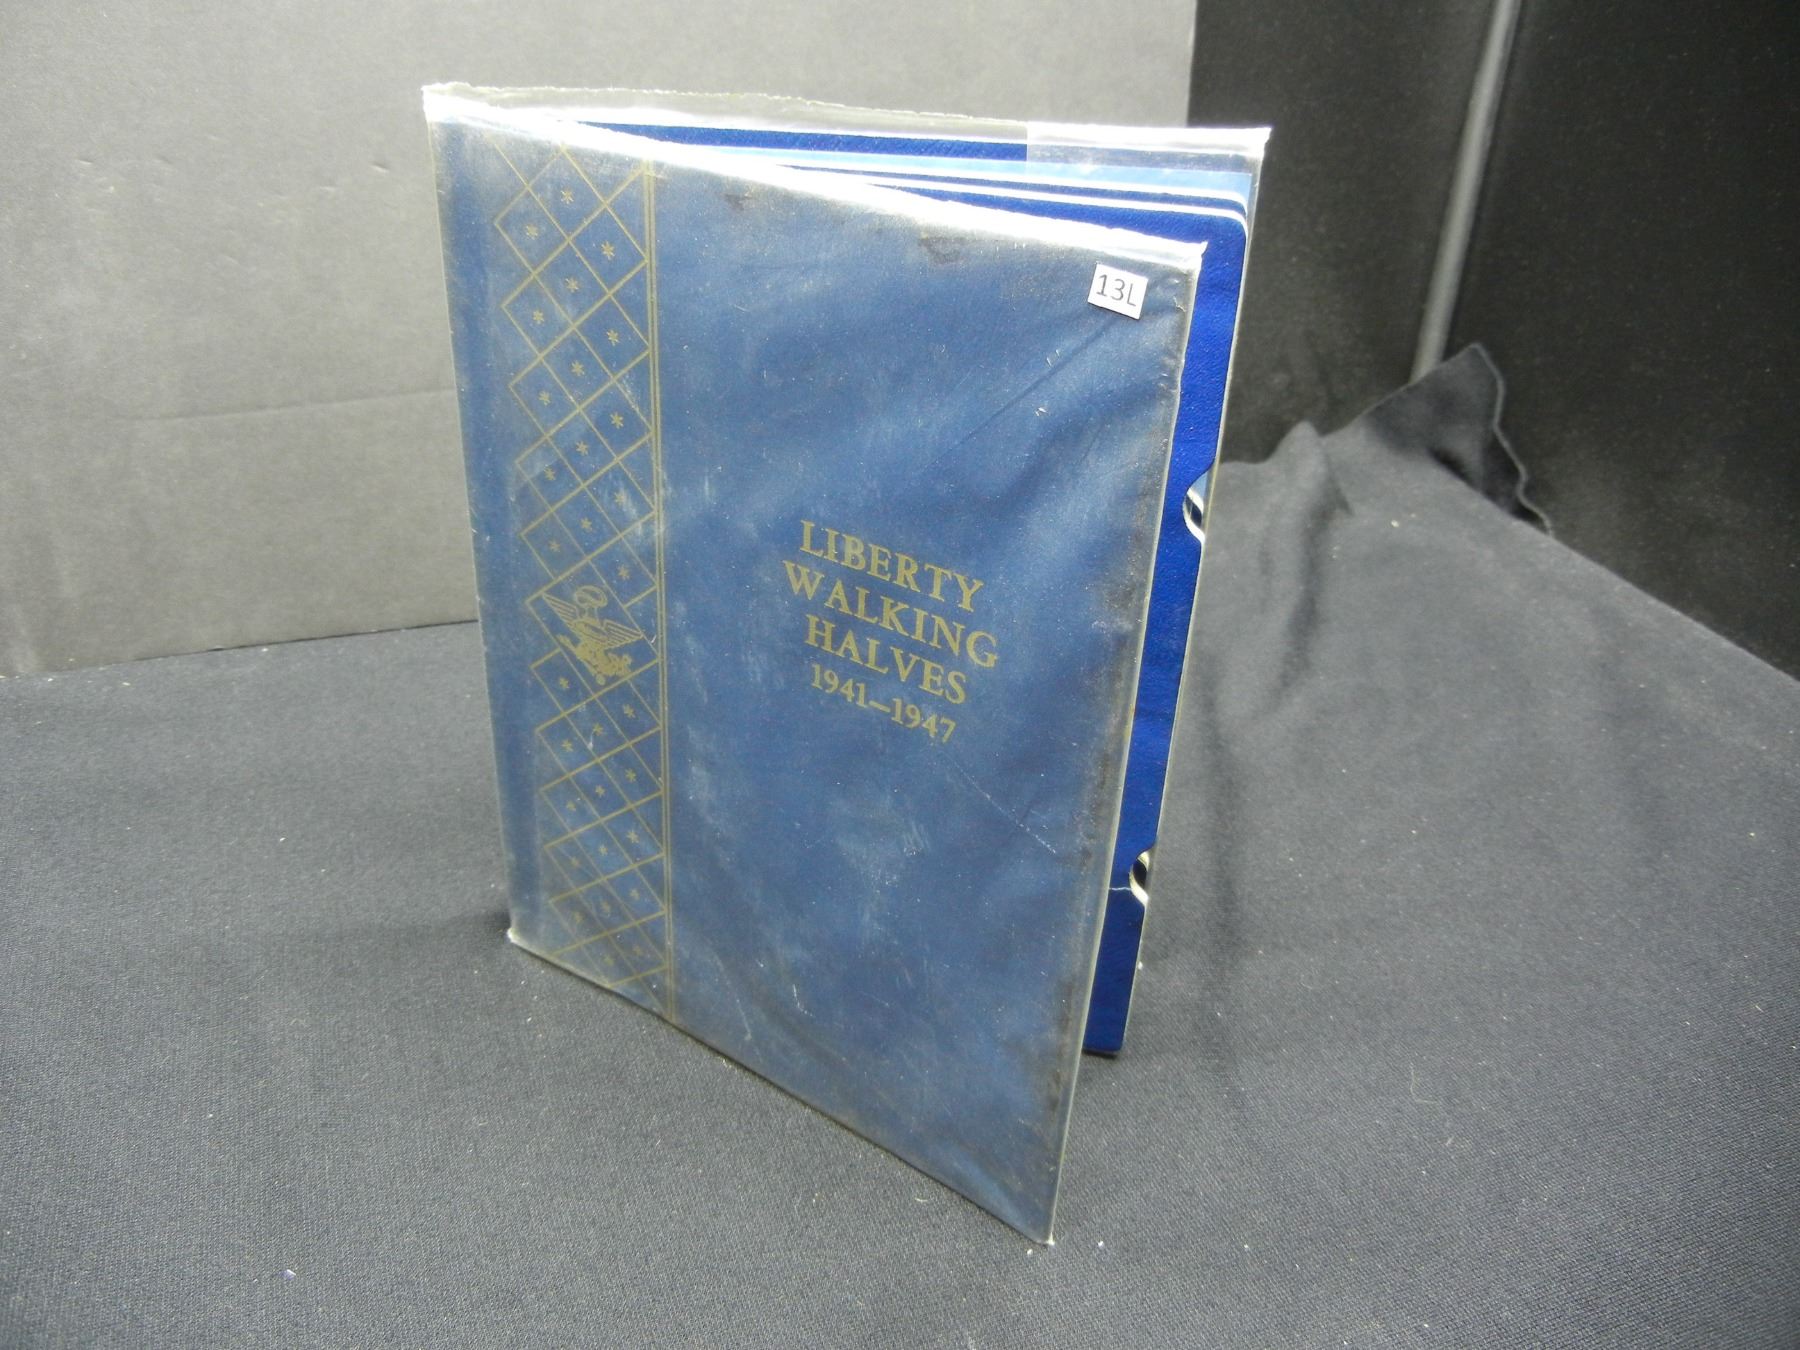 13L
LIBERTY
WALKING
HALVES
1941–1947